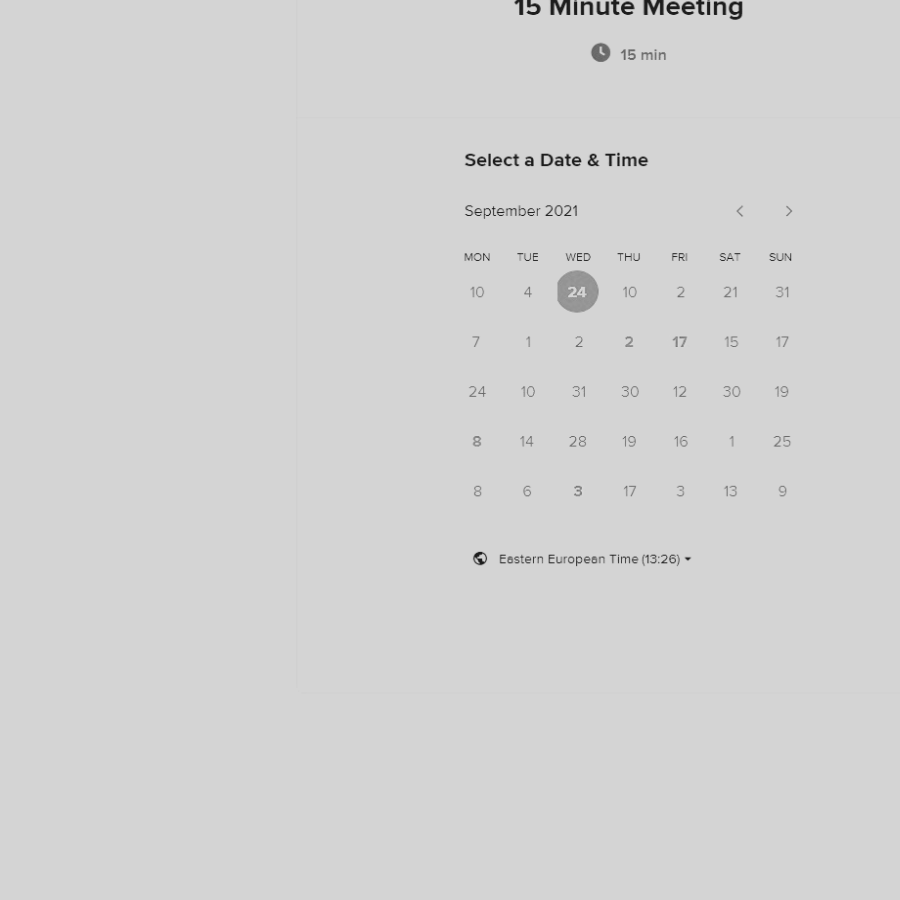 15 Minute Meeting
15 min
Select a Date & Time
September 2021
MON TUE WED THU FRI SAT SUN
10 4 24 10 2 21 31
7 1 2 2 17 15 17
24 10 31 30 12 30 19
8 14 28 19 16 1 25
8 6 3 17 3 13 9
Eastern European Time (13:26)